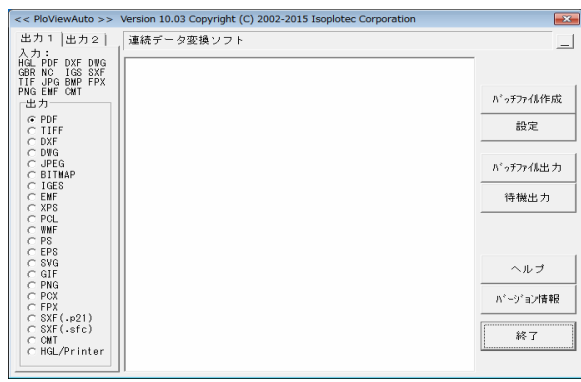 << PloViewAuto >> Version 10.03 Copyright (C) 2002-2015 Isoplotec Corporation
出力1 出力2 連続データ変換ソフト
入力:
HGL PDF DXF DWG
GBR NC IGS SXF
TIF JPG BMP FPX
PNG EMF CMT
出力
PDF
TIFF
DXF
DWG
JPEG
BITMAP
IGES
EMF
XPS
PCL
WMF
PS
EPS
SVG
GIF
PNG
PCX
FPX
SXF(.p21)
SXF(.sfc)
CMT
HGL/Printer
バッチファイル作成
設定
バッチファイル出力
待機出力
ヘルプ
バージョン情報
終了